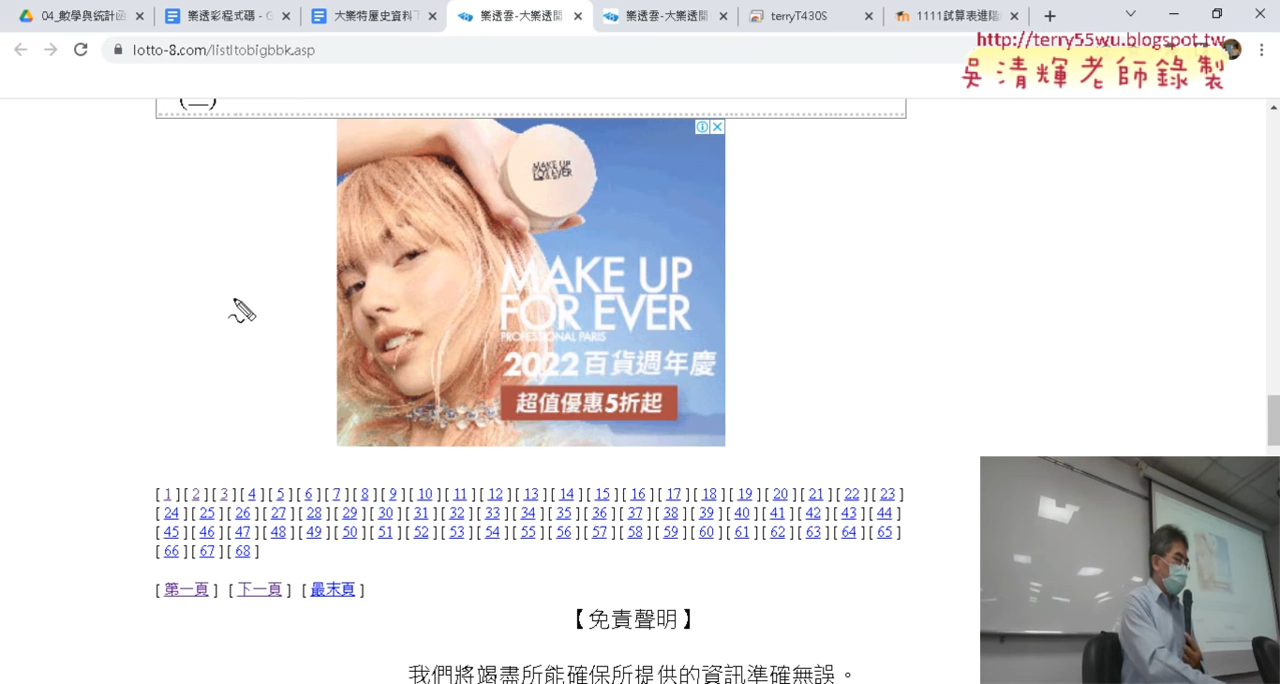 04_數學與統計函
樂透彩程式碼 - G
大樂特歷史資料下
樂透雲-大樂透開
樂透雲-大樂透開
terryT430S
1111試算表進階
lotto-8.com/listltobigbbk.asp
http://terry55wu.blogspot.tw
吳清輝老師錄製
(二)
MAKE UP
FOR EVER
MAKE UP
FOR EVER
PROFESSIONAL PARIS
2022百貨週年慶
超值優惠5折起
[ 1 ] [ 2 ] [ 3 ] [ 4 ] [ 5 ] [ 6 ] [ 7 ] [ 8 ] [ 9 ] [ 10 ] [ 11 ] [ 12 ] [ 13 ] [ 14 ] [ 15 ] [ 16 ] [ 17 ] [ 18 ] [ 19 ] [ 20 ] [ 21 ] [ 22 ] [ 23 ]
[ 24 ] [ 25 ] [ 26 ] [ 27 ] [ 28 ] [ 29 ] [ 30 ] [ 31 ] [ 32 ] [ 33 ] [ 34 ] [ 35 ] [ 36 ] [ 37 ] [ 38 ] [ 39 ] [ 40 ] [ 41 ] [ 42 ] [ 43 ] [ 44 ]
[ 45 ] [ 46 ] [ 47 ] [ 48 ] [ 49 ] [ 50 ] [ 51 ] [ 52 ] [ 53 ] [ 54 ] [ 55 ] [ 56 ] [ 57 ] [ 58 ] [ 59 ] [ 60 ] [ 61 ] [ 62 ] [ 63 ] [ 64 ] [ 65 ]
[ 66 ] [ 67 ] [ 68 ]
[ 第一頁 ] [ 下一頁 ] [ 最末頁 ]
【免責聲明】
我們將竭盡所能確保所提供的資訊準確無誤。